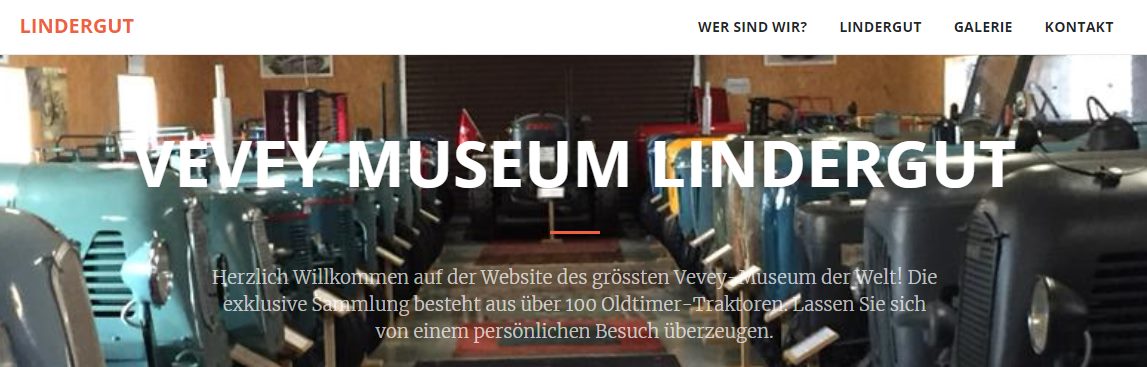 LINDERGUT
WER SIND WIR? LINDERGUT GALERIE KONTAKT
VEVEY MUSEUM LINDERGUT
Herzlich Willkommen auf der Website des grössten Vevey-Museum der Welt! Die
exklusive Sammlung besteht aus über 100 Oldtimer-Traktoren. Lassen Sie sich
von einem persönlichen Besuch überzeugen.